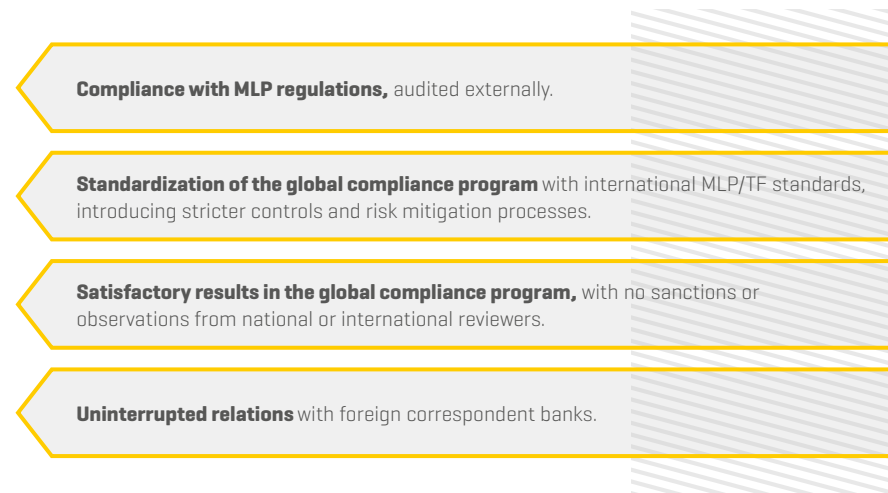 Compliance with MLP regulations, audited externally.
Standardization of the global compliance program with international MLP/TF standards,
introducing stricter controls and risk mitigation processes.
Satisfactory results in the global compliance program, with no sanctions or
observations from national or international reviewers.
Uninterrupted relations with foreign correspondent banks.